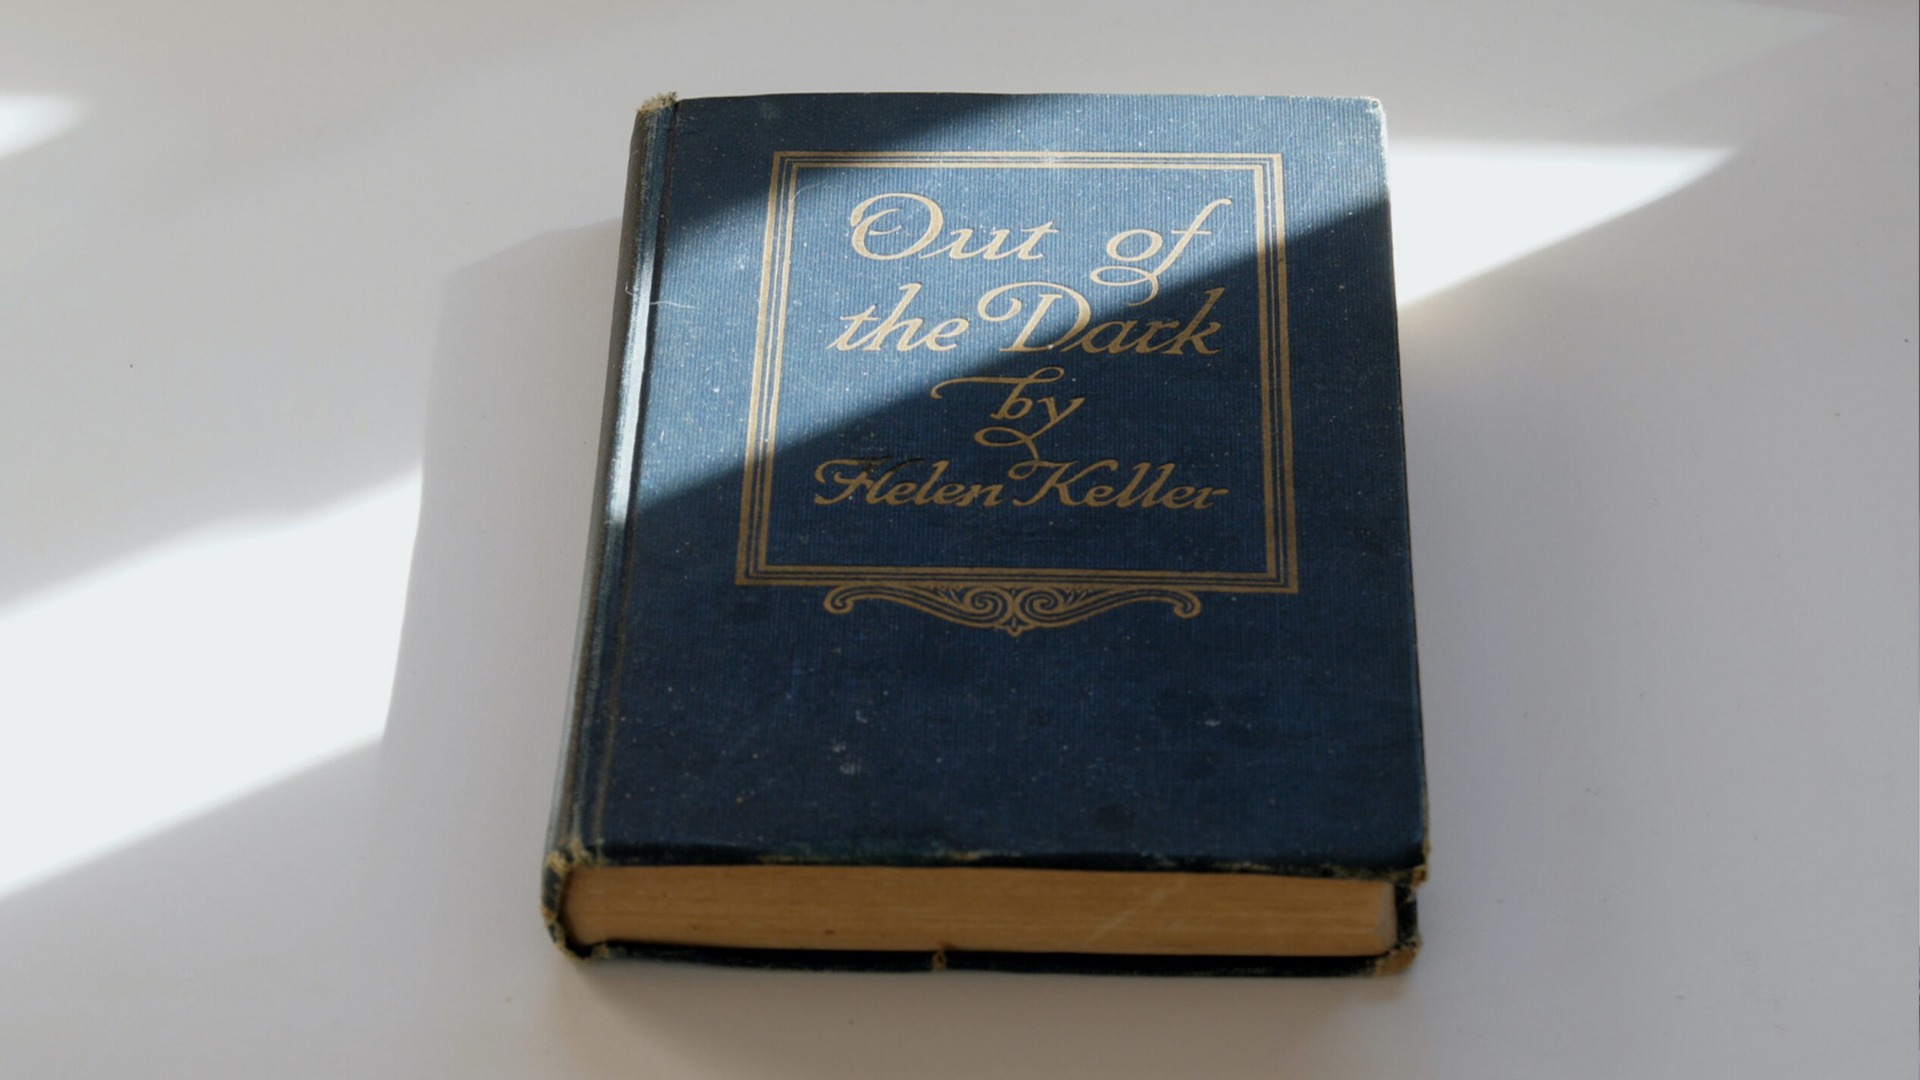 Out of
the Dark
by
Helen Keller